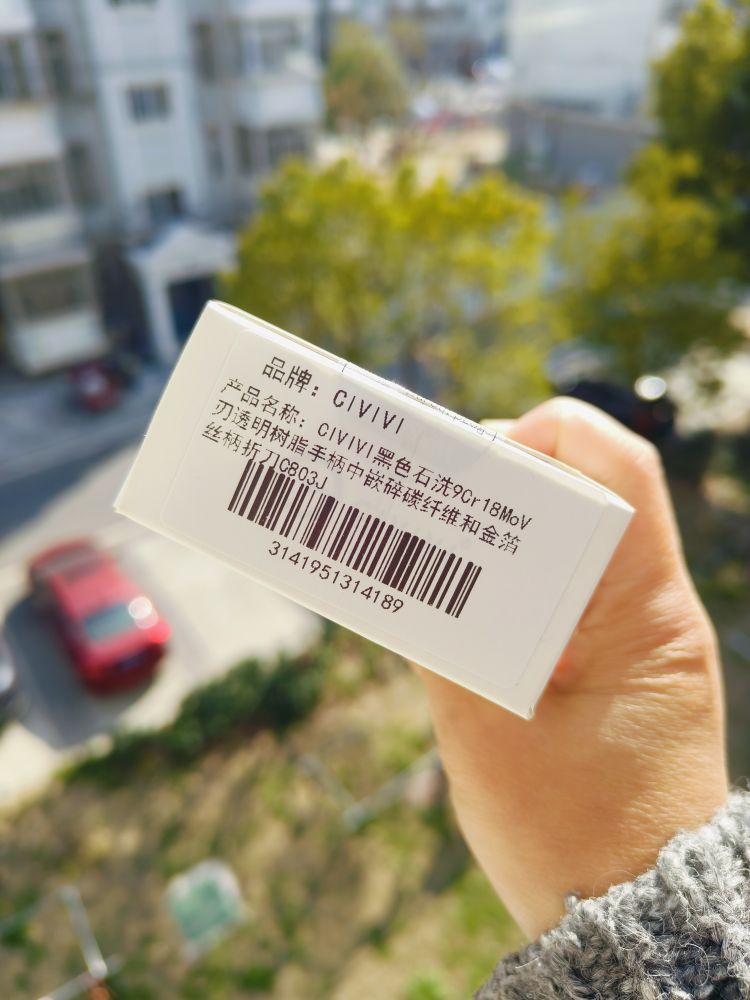 品牌：CIVIVI
产品名称：CIVIVI黑色石洗9Cr18MoV
刃透明树脂手柄中嵌碎碳纤维和金箔
丝柄折刀C803J
3141951314189